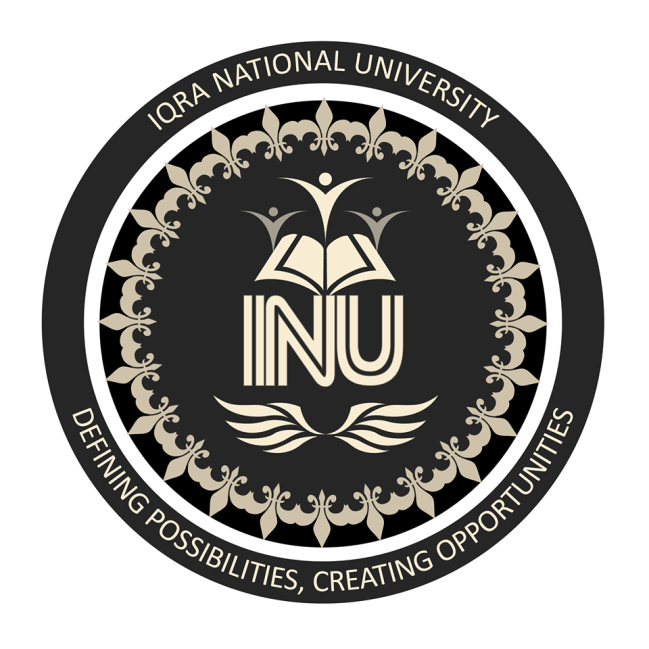 IQRA NATIONAL UNIVERSITY
INU
DEFINING POSSIBILITIES, CREATING OPPORTUNITIES